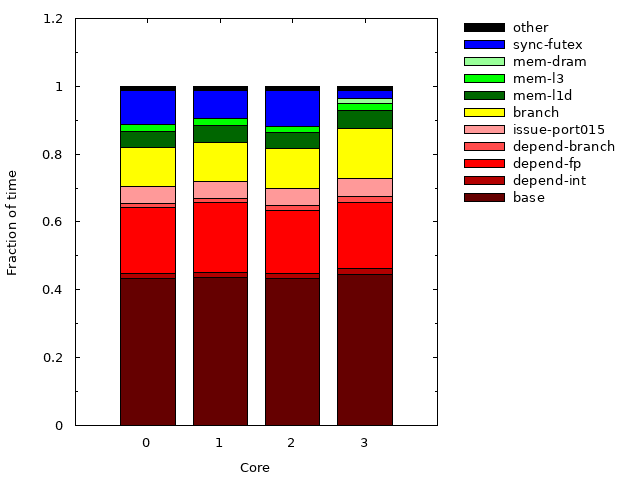 1.2
1
0.8
0.6
0.4
0.2
0
Fraction of time
0 1 2 3
Core
other
sync-futex
mem-dram
mem-l3
mem-l1d
branch
issue-port015
depend-branch
depend-fp
depend-int
base